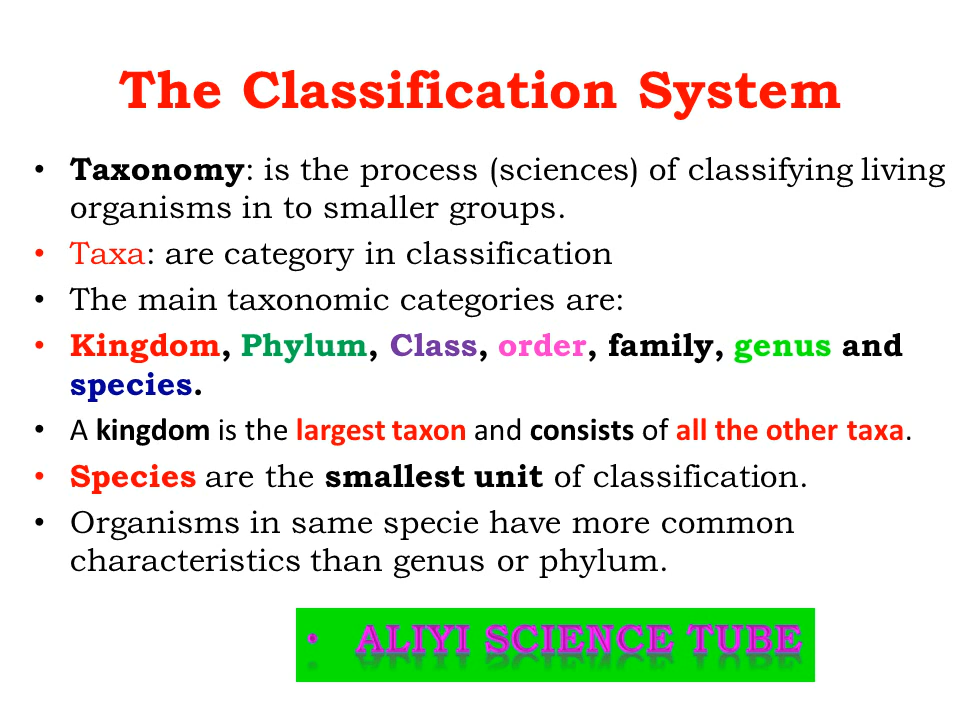 The Classification System
• Taxonomy: is the process (sciences) of classifying living
organisms in to smaller groups.
• Taxa: are category in classification
• The main taxonomic categories are:
• Kingdom, Phylum, Class, order, family, genus and
species.
• A kingdom is the largest taxon and consists of all the other taxa.
• Species are the smallest unit of classification.
• Organisms in same specie have more common
characteristics than genus or phylum.
• ALIYI SCIENCE TUBE